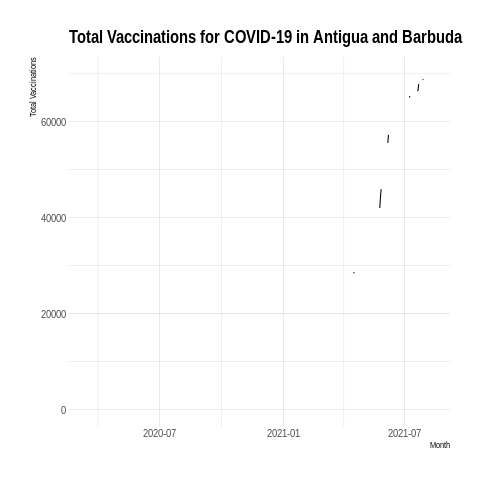 Total Vaccinations for COVID-19 in Antigua and Barbuda
Total Vaccinations
60000
40000
20000
0
2020-07
2021-01
2021-07
Month